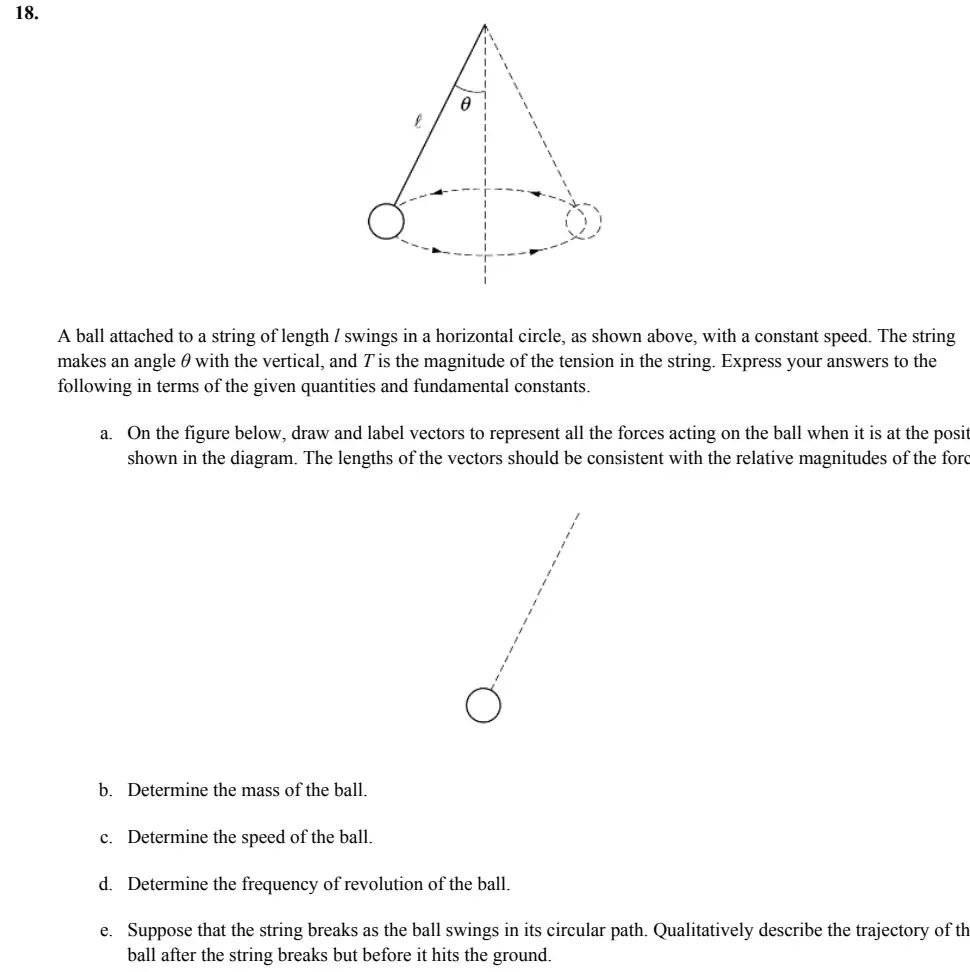 18.
θ
ℓ
A ball attached to a string of length l swings in a horizontal circle, as shown above, with a constant speed. The string
makes an angle θ with the vertical, and T is the magnitude of the tension in the string. Express your answers to the
following in terms of the given quantities and fundamental constants.
a. On the figure below, draw and label vectors to represent all the forces acting on the ball when it is at the posit
shown in the diagram. The lengths of the vectors should be consistent with the relative magnitudes of the forc
b. Determine the mass of the ball.
c. Determine the speed of the ball.
d. Determine the frequency of revolution of the ball.
e. Suppose that the string breaks as the ball swings in its circular path. Qualitatively describe the trajectory of th
ball after the string breaks but before it hits the ground.